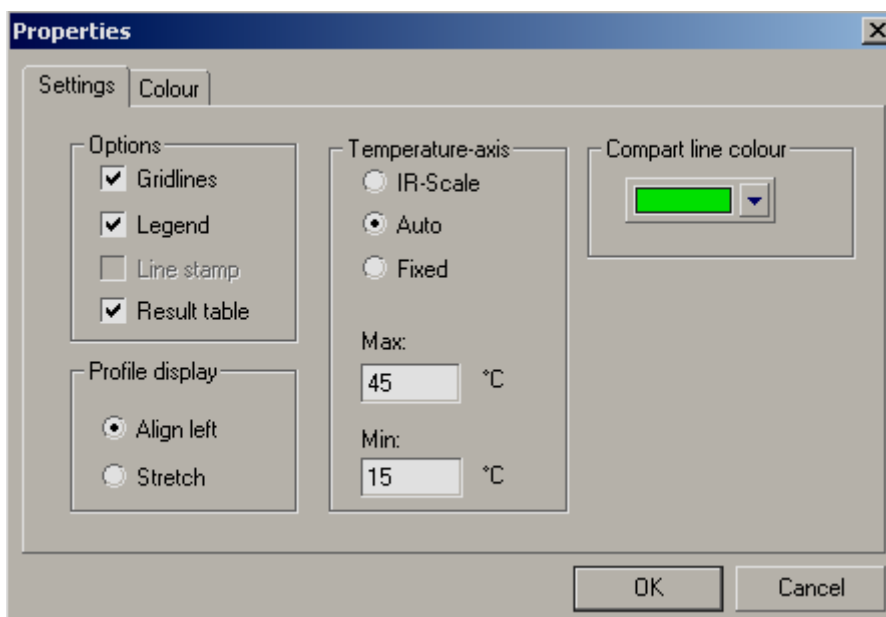 Properties
Settings
Colour
Options
Gridlines
Legend
Line stamp
Result table
Profile display
Align left
Stretch
Temperature-axis
IR-Scale
Auto
Fixed
Max:
45 °C
Min:
15 °C
Compart line colour
OK
Cancel